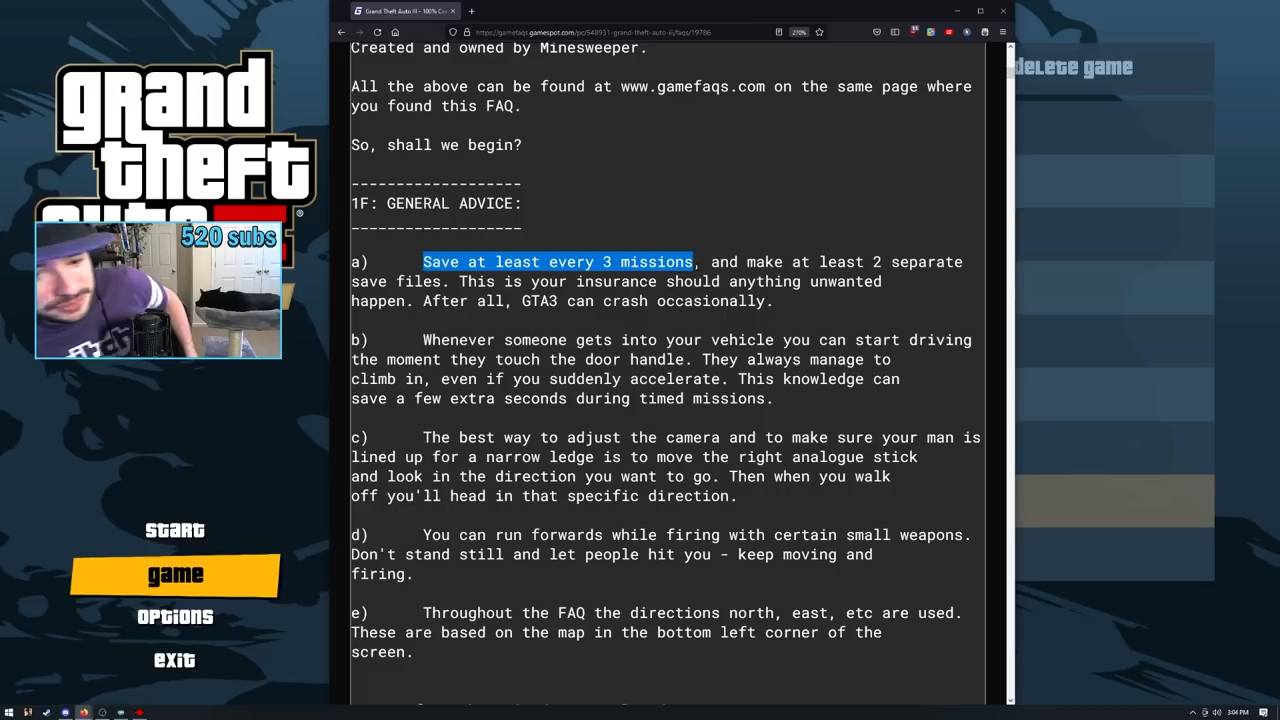 Grand Theft Auto III - 100% Co
https://gamefaqs.gamespot.com/pc/548931-grand-theft-auto-iii/faqs/19786
270%
grand
theft
auto
520 subs
start
game
options
exit
Created and owned by Minesweeper.
All the above can be found at www.gamefaqs.com on the same page where
you found this FAQ.
So, shall we begin?
-------------------
1F: GENERAL ADVICE:
-------------------
a) Save at least every 3 missions, and make at least 2 separate
save files. This is your insurance should anything unwanted
happen. After all, GTA3 can crash occasionally.
b) Whenever someone gets into your vehicle you can start driving
the moment they touch the door handle. They always manage to
climb in, even if you suddenly accelerate. This knowledge can
save a few extra seconds during timed missions.
c) The best way to adjust the camera and to make sure your man is
lined up for a narrow ledge is to move the right analogue stick
and look in the direction you want to go. Then when you walk
off you'll head in that specific direction.
d) You can run forwards while firing with certain small weapons.
Don't stand still and let people hit you - keep moving and
firing.
e) Throughout the FAQ the directions north, east, etc are used.
These are based on the map in the bottom left corner of the
screen.
delete game
3:04 PM